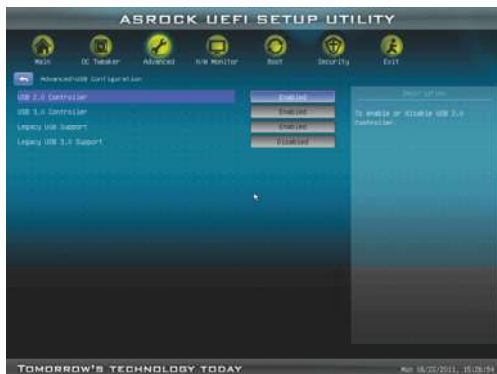 ASROCK UEFI SETUP UTILITY
Main OC Tweaker Advanced H/W Monitor Boot Security Exit
Advanced\USB Configuration
USB 2.0 Controller Enabled
USB 3.0 Controller Enabled
Legacy USB Support Enabled
Legacy USB 3.0 Support Disabled
Description
To enable or disable USB 2.0
Controller.
TOMORROW'S TECHNOLOGY TODAY
Mon
2011,